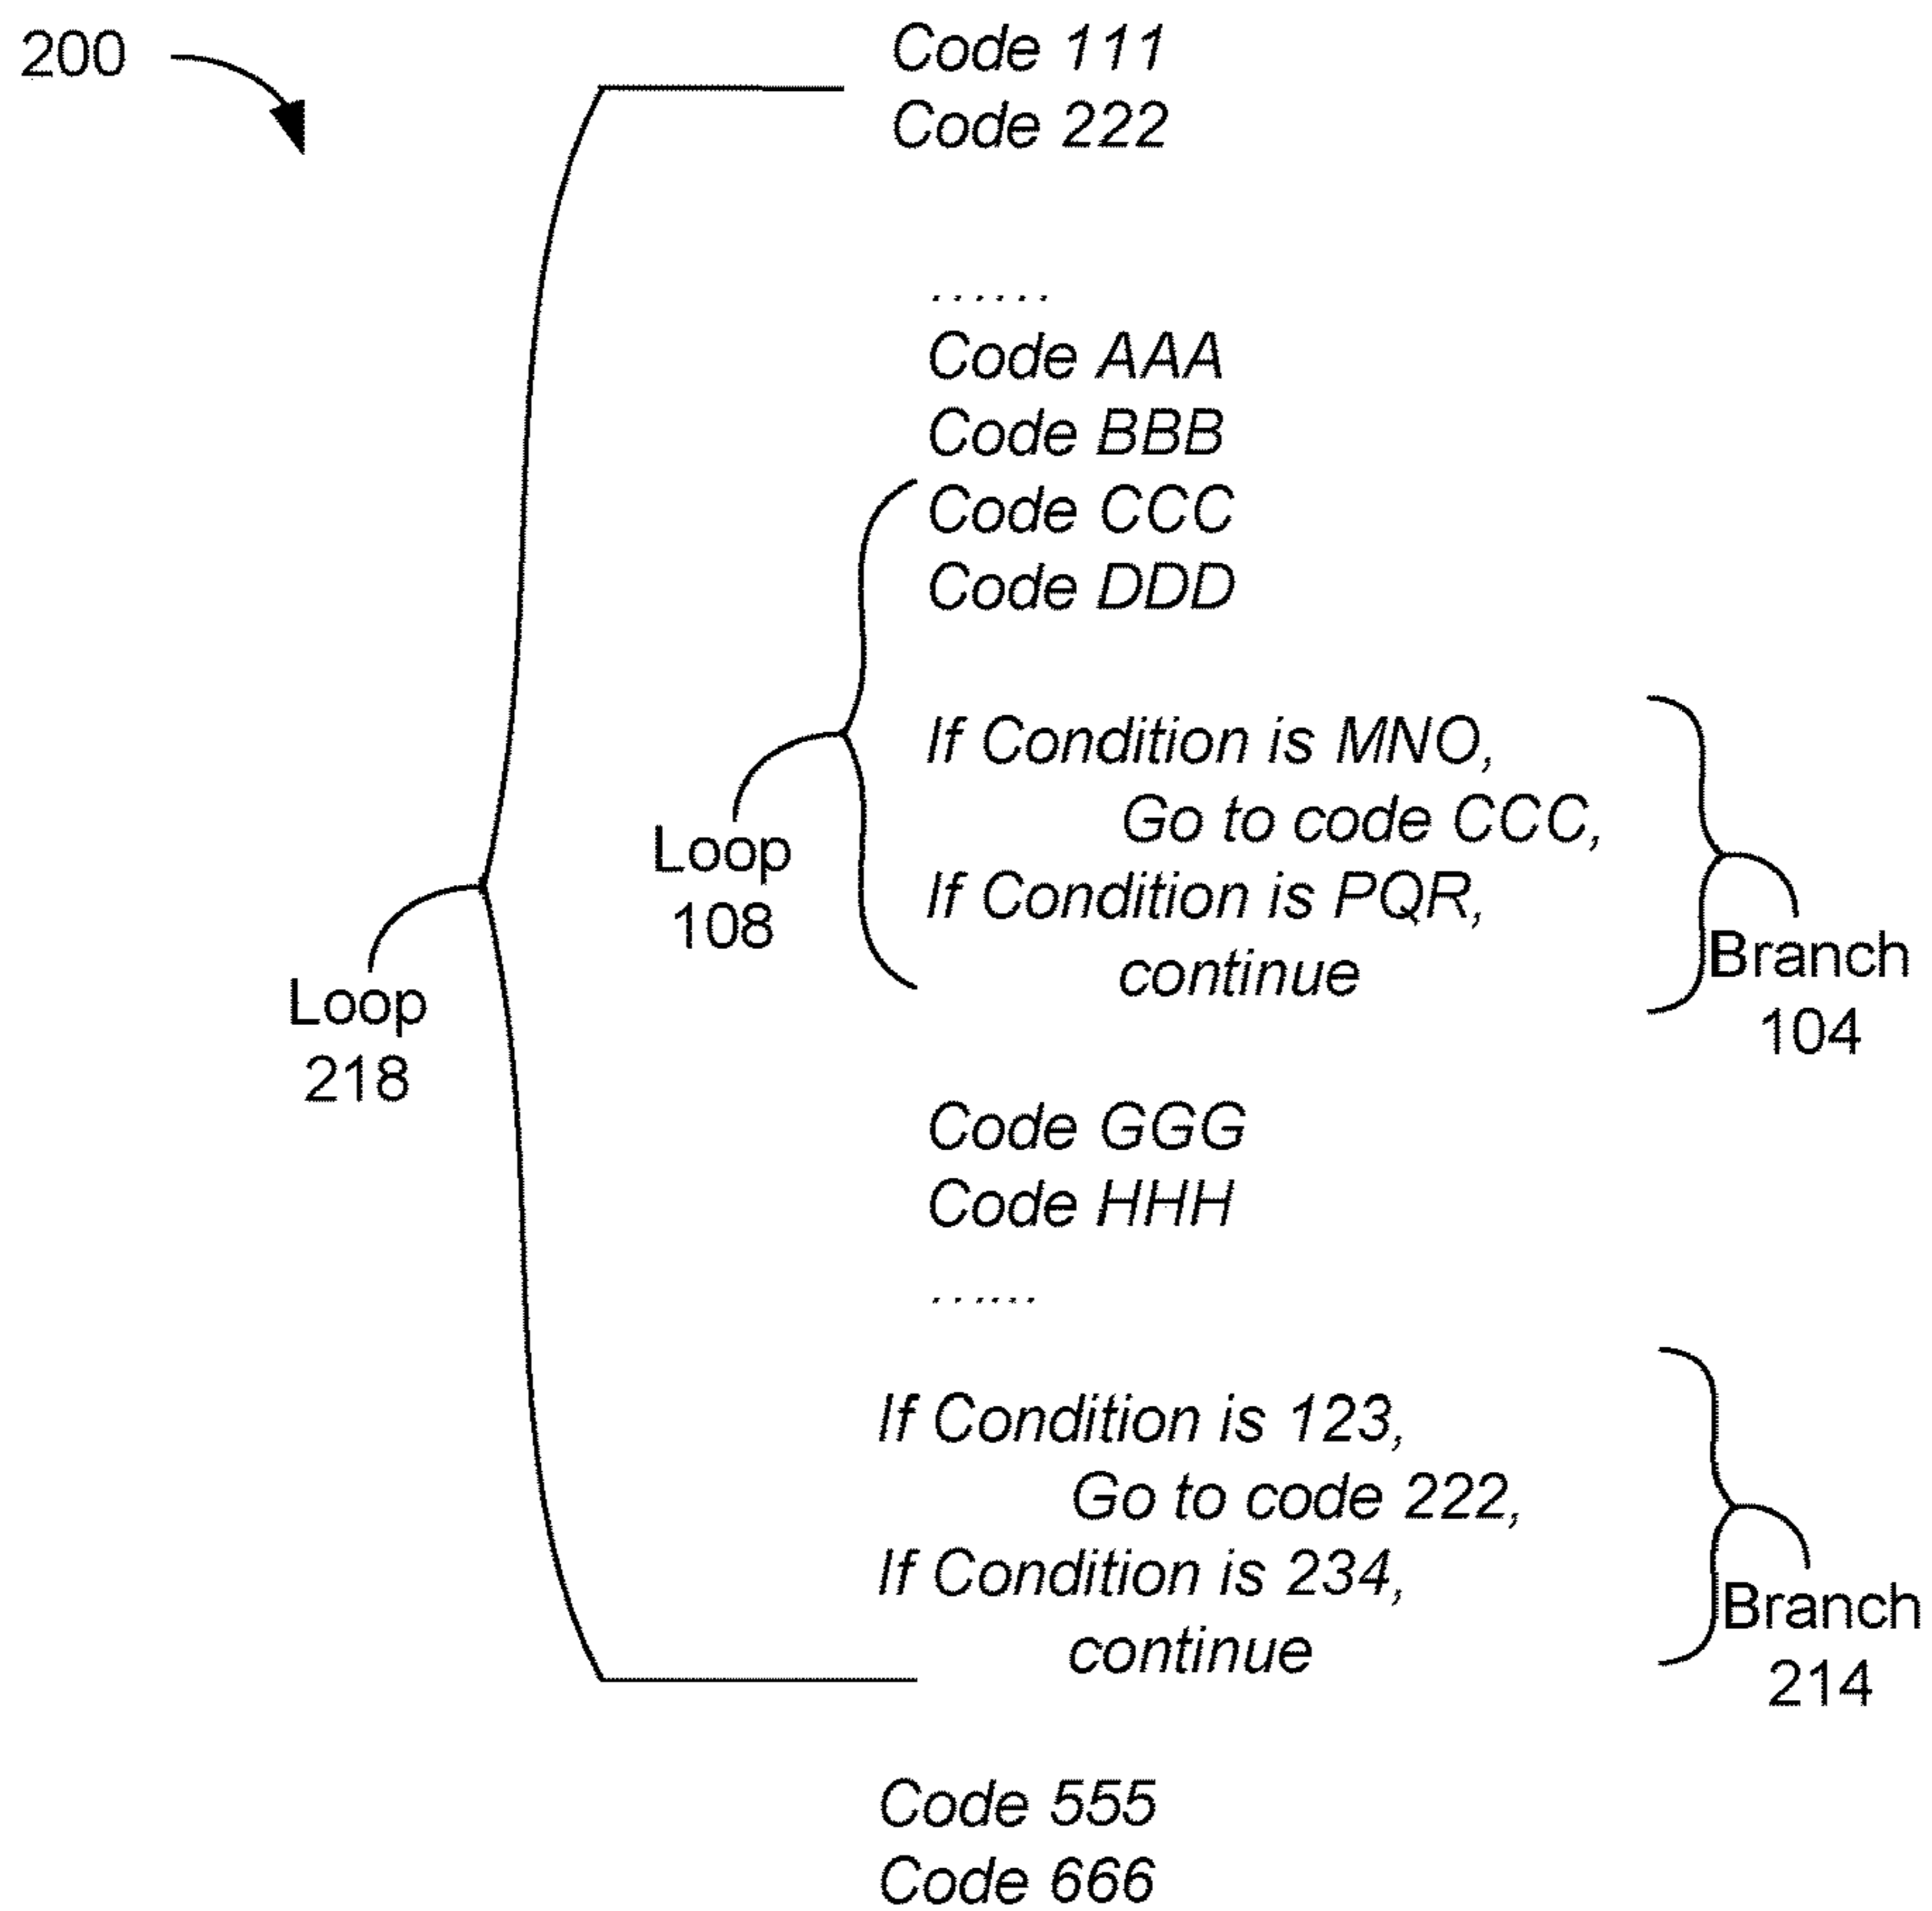 200
Code 111
Code 222
......
Code AAA
Code BBB
Code CCC
Code DDD
If Condition is MNO,
Go to code CCC,
If Condition is PQR,
continue
Loop
108
Branch
104
Loop
218
Code GGG
Code HHH
......
If Condition is 123,
Go to code 222,
If Condition is 234,
continue
Branch
214
Code 555
Code 666